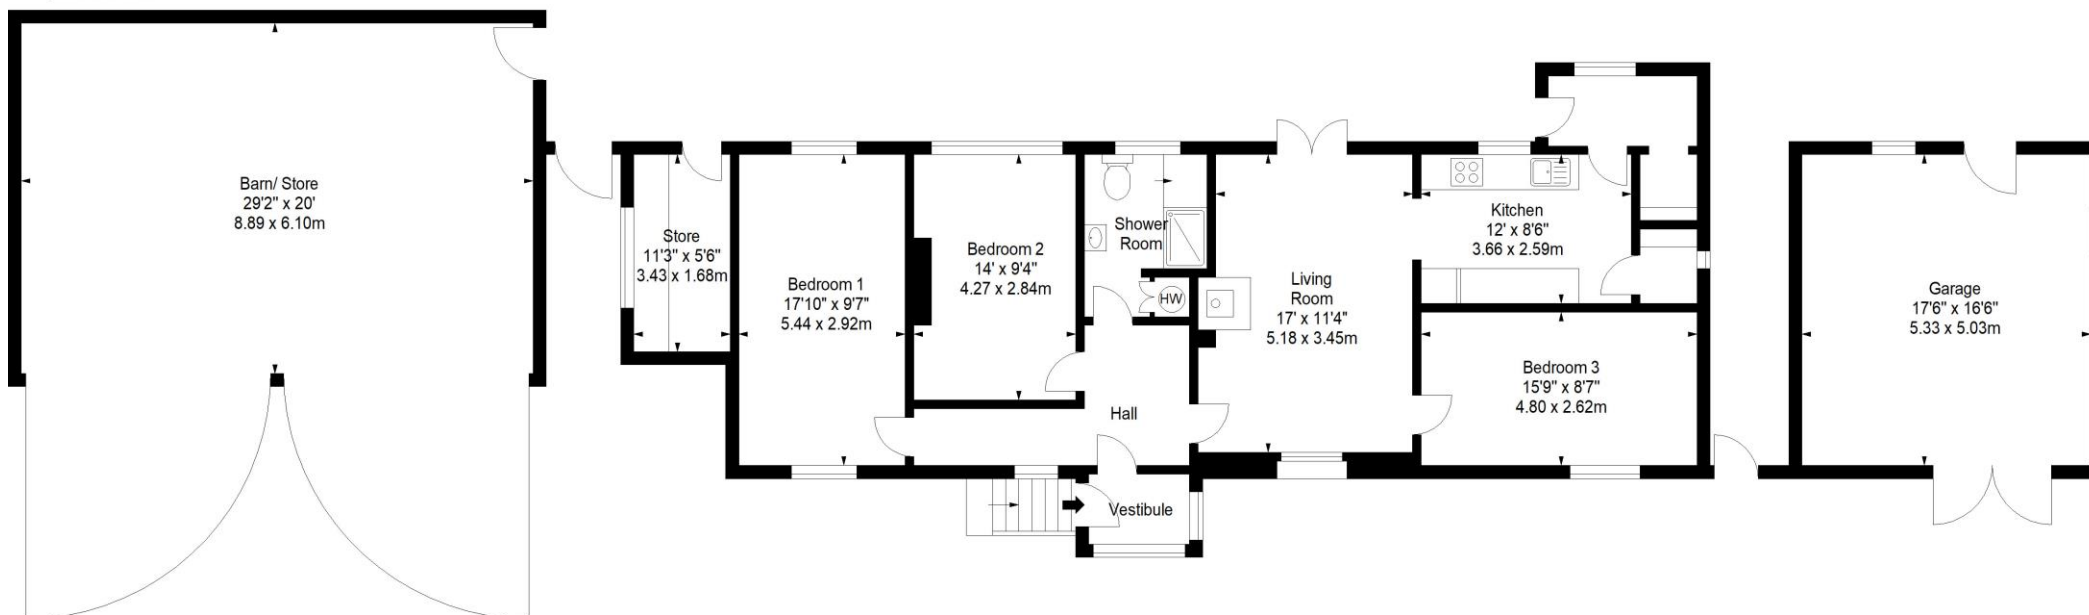 Barn/ Store
29'2" x 20'
8.89 x 6.10m
Store
11'3" x 5'6"
3.43 x 1.68m
Bedroom 1
17'10" x 9'7"
5.44 x 2.92m
Bedroom 2
14' x 9'4"
4.27 x 2.84m
Shower
Room
HW
Hall
Vestibule
Living
Room
17' x 11'4"
5.18 x 3.45m
Kitchen
12' x 8'6"
3.66 x 2.59m
Bedroom 3
15'9" x 8'7"
4.80 x 2.62m
Garage
17'6" x 16'6"
5.33 x 5.03m